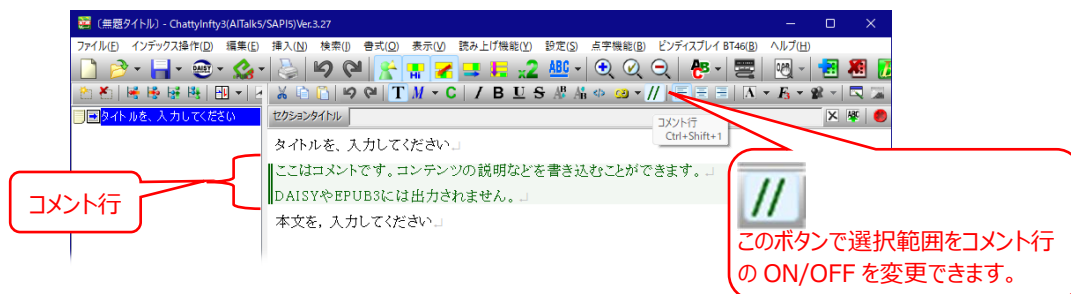 〔無題タイトル〕 - ChattyInfty3(AITalk5/SAPI5)Ver.3.27
ファイル(F) インデックス操作(D) 編集(E) 挿入(N) 検索(I) 書式(O) 表示(V) 読み上げ機能(Y) 設定(S) 点字機能(B) ピンディスプレイ BT46(B) ヘルプ(H)
タイトルを、入力してください
セクションタイトル
コメント行
Ctrl+Shift+1
タイトルを、入力してください
ここはコメントです。コンテンツの説明などを書き込むことができます。
DAISYやEPUB3には出力されません。
本文を, 入力してください
コメント行
//
このボタンで選択範囲をコメント行
の ON/OFF を変更できます。